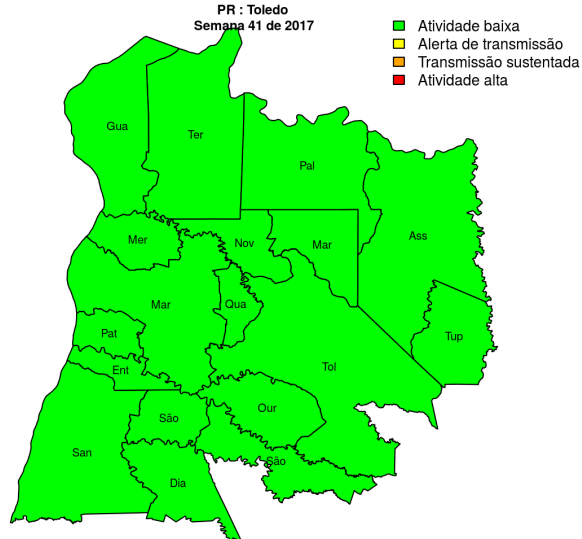 PR : Toledo
Semana 41 de 2017
Atividade baixa
Alerta de transmissão
Transmissão sustentada
Atividade alta
Gua
Ter
Pal
Ass
Mer
Nov
Mar
Mar
Qua
Pat
Tup
Ent
Tol
Our
São
San
São
Dia